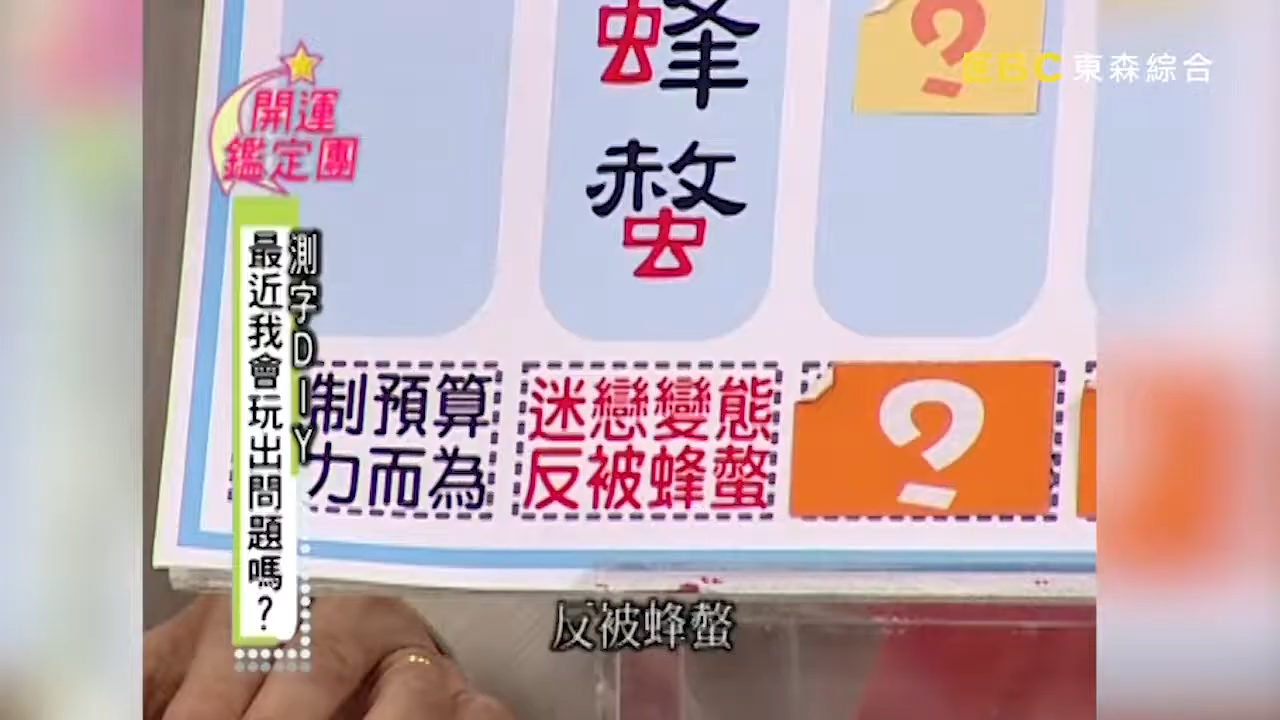 EBC 東森綜合
開運
鑑定團
測字DIY
最近我會玩出問題嗎?
蜂
螫
制預算
力而為
迷戀變態
反被蜂螫
?
?
反被蜂螫